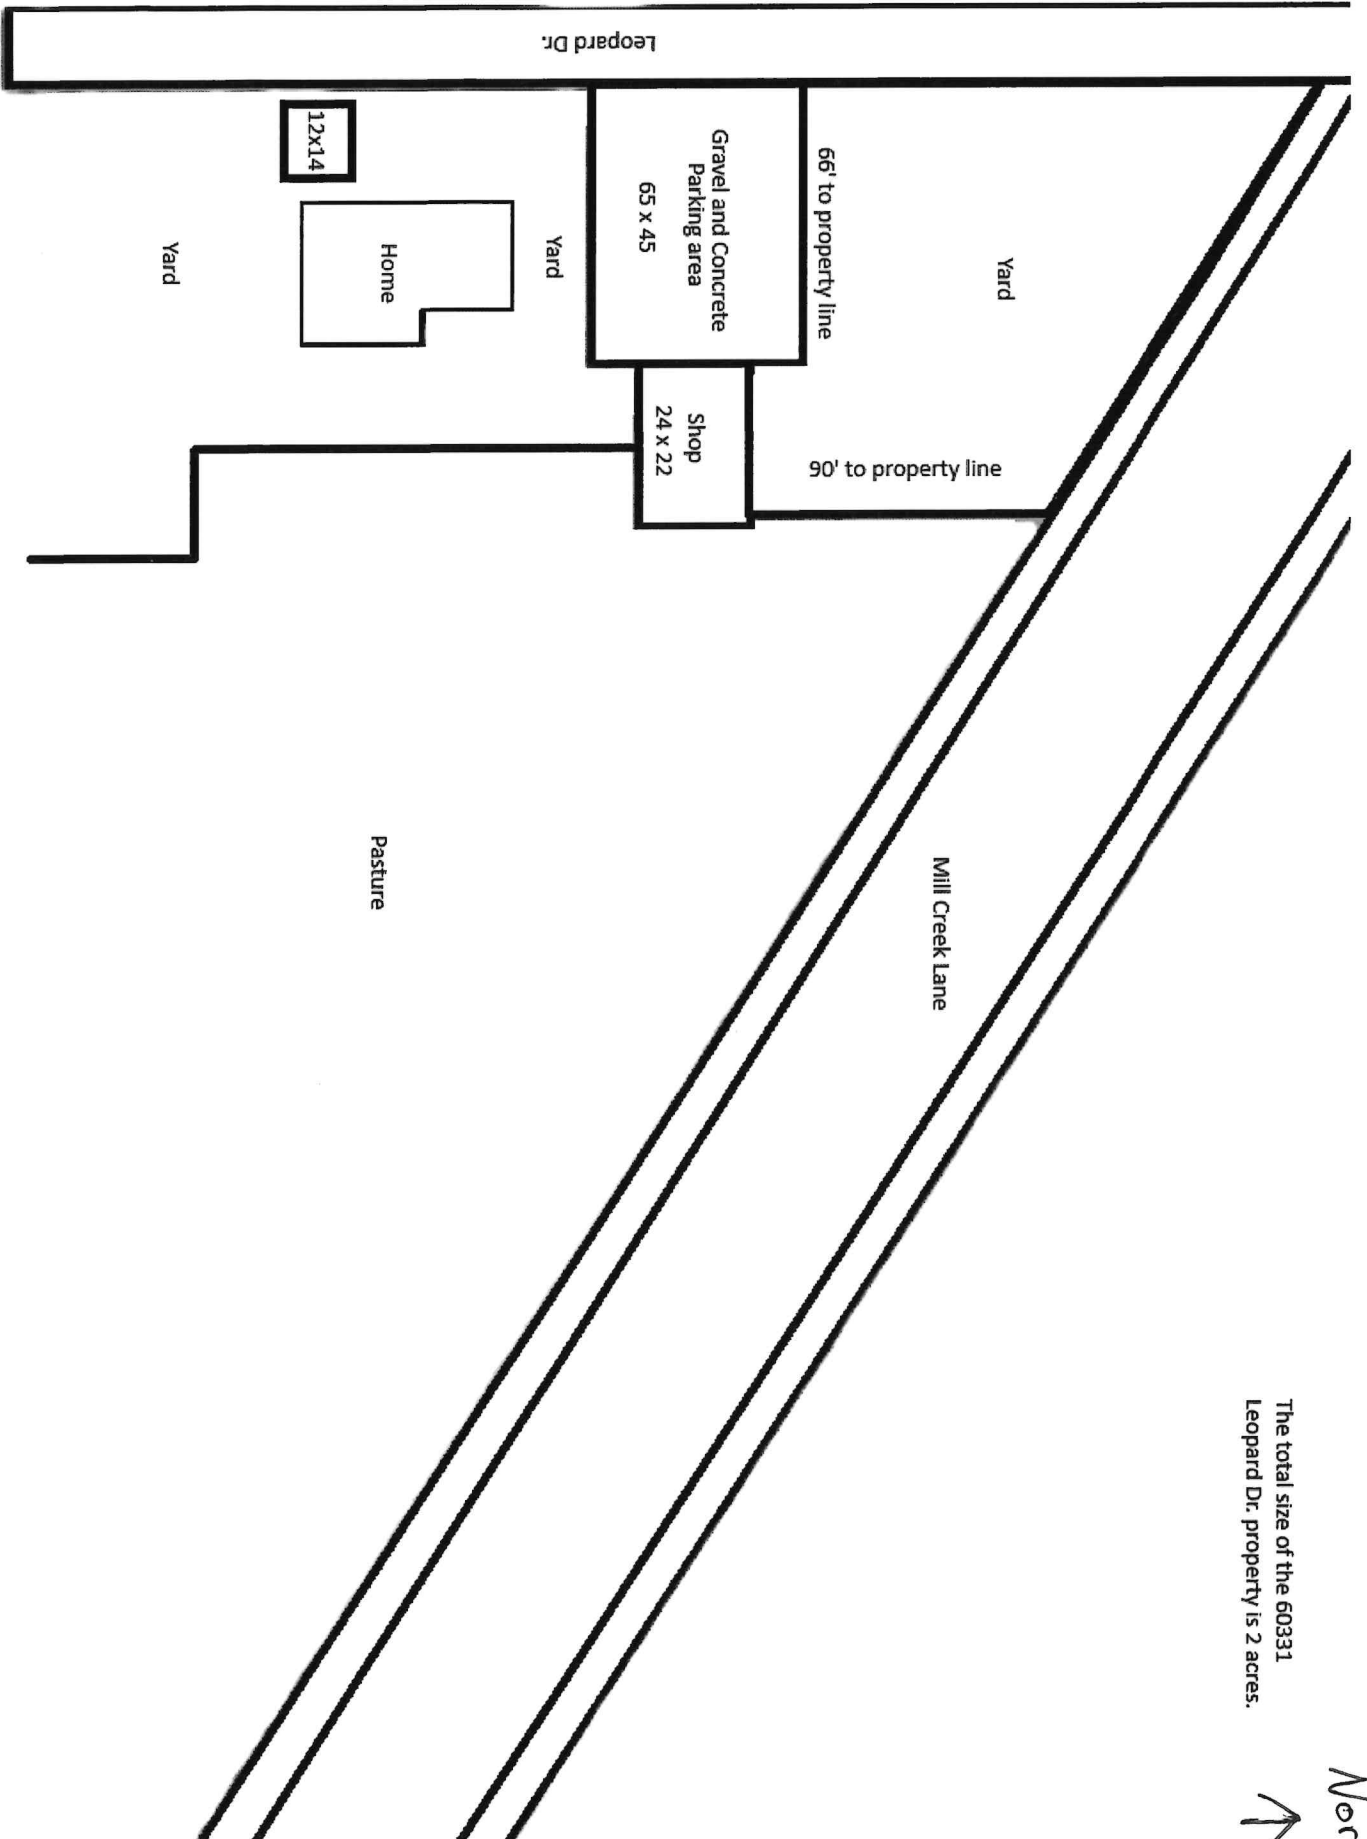 Leopard Dr.
12x14
Gravel and Concrete
Parking area
65 x 45
66' to property line
Yard
Yard
Home
Yard
Shop
24 x 22
90' to property line
Pasture
Mill Creek Lane
The total size of the 60331
Leopard Dr. property is 2 acres.
Nor